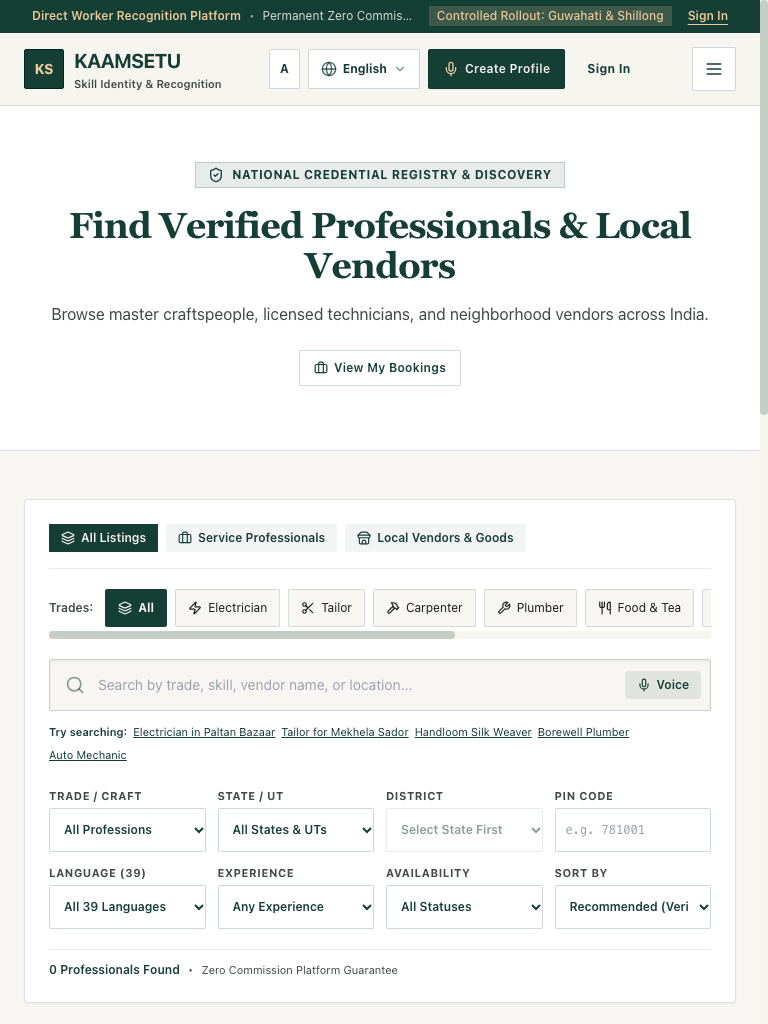 Direct Worker Recognition Platform • Permanent Zero Commis... Controlled Rollout: Guwahati & Shillong Sign In
KS KAAMSETU
Skill Identity & Recognition
A English Create Profile Sign In
NATIONAL CREDENTIAL REGISTRY & DISCOVERY
Find Verified Professionals & Local
Vendors
Browse master craftspeople, licensed technicians, and neighborhood vendors across India.
View My Bookings
All Listings Service Professionals Local Vendors & Goods
Trades: All Electrician Tailor Carpenter Plumber Food & Tea
Search by trade, skill, vendor name, or location... Voice
Try searching: Electrician in Paltan Bazaar Tailor for Mekhela Sador Handloom Silk Weaver Borewell Plumber
Auto Mechanic
TRADE / CRAFT STATE / UT DISTRICT PIN CODE
All Professions All States & UTs Select State First e.g. 781001
LANGUAGE (39) EXPERIENCE AVAILABILITY SORT BY
All 39 Languages Any Experience All Statuses Recommended (Veri
0 Professionals Found • Zero Commission Platform Guarantee